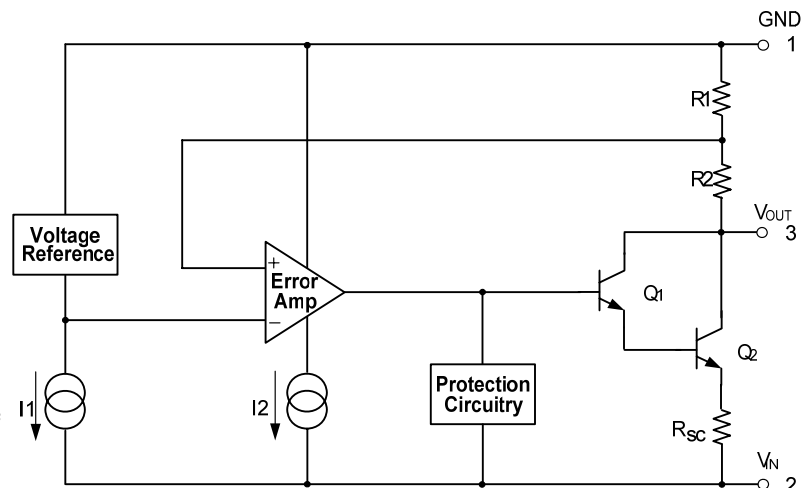 GND
1
R1
R2
VOUT
3
Voltage
Reference
+
Error
Amp
−
Q1
Q2
Protection
Circuitry
I1
I2
RSC
VIN
2